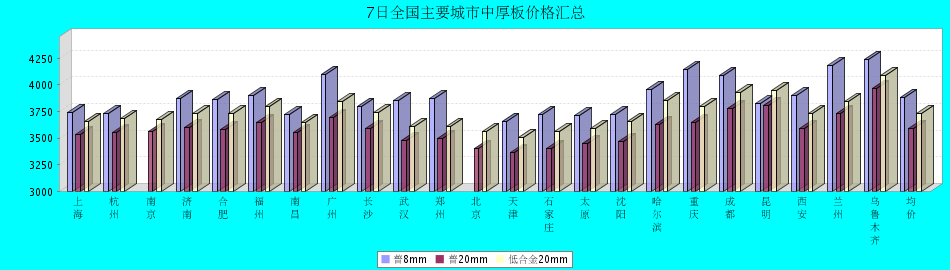 7日全国主要城市中厚板价格汇总
4250
4000
3750
3500
3250
3000
上海
杭州
南京
济南
合肥
福州
南昌
广州
长沙
武汉
郑州
北京
天津
石家庄
太原
沈阳
哈尔滨
重庆
成都
昆明
西安
兰州
乌鲁木齐
均价
普8mm 普20mm 低合金20mm